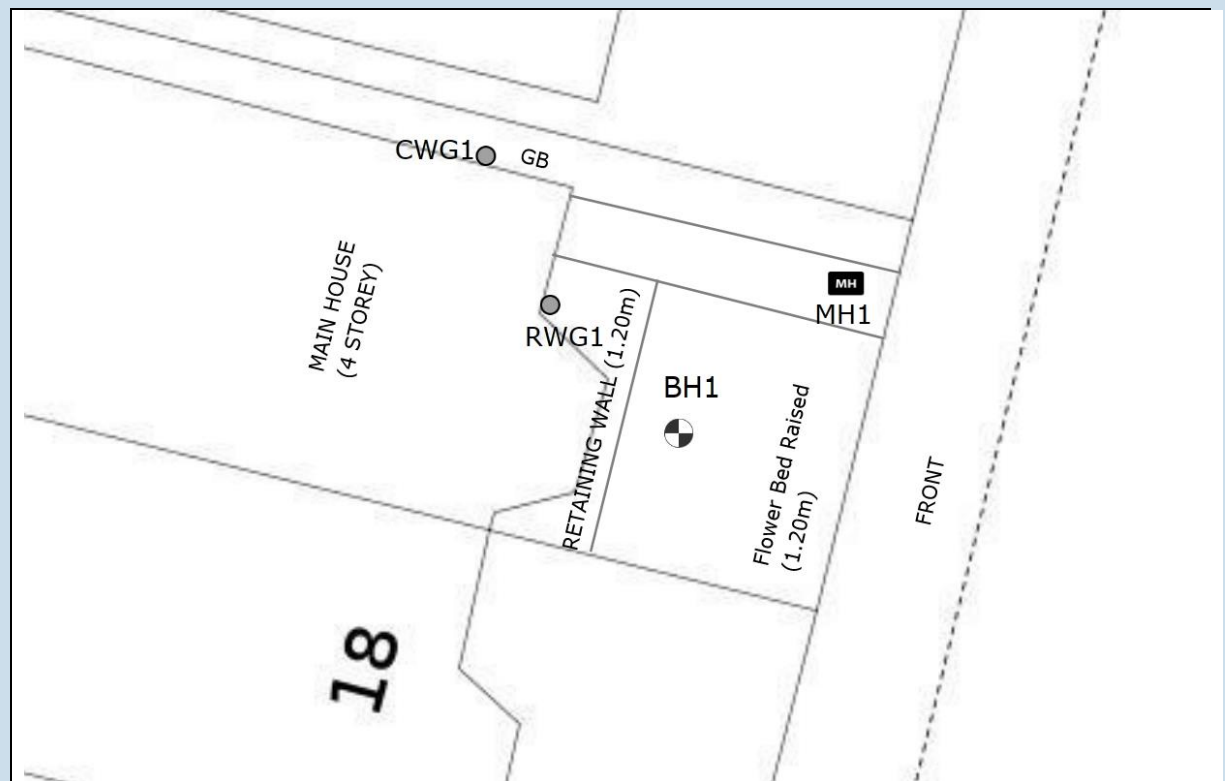 CWG1
GB
MAIN HOUSE
(4 STOREY)
MH
MH1
RWG1
RETAINING WALL (1.20m)
BH1
Flower Bed Raised
(1.20m)
FRONT
18